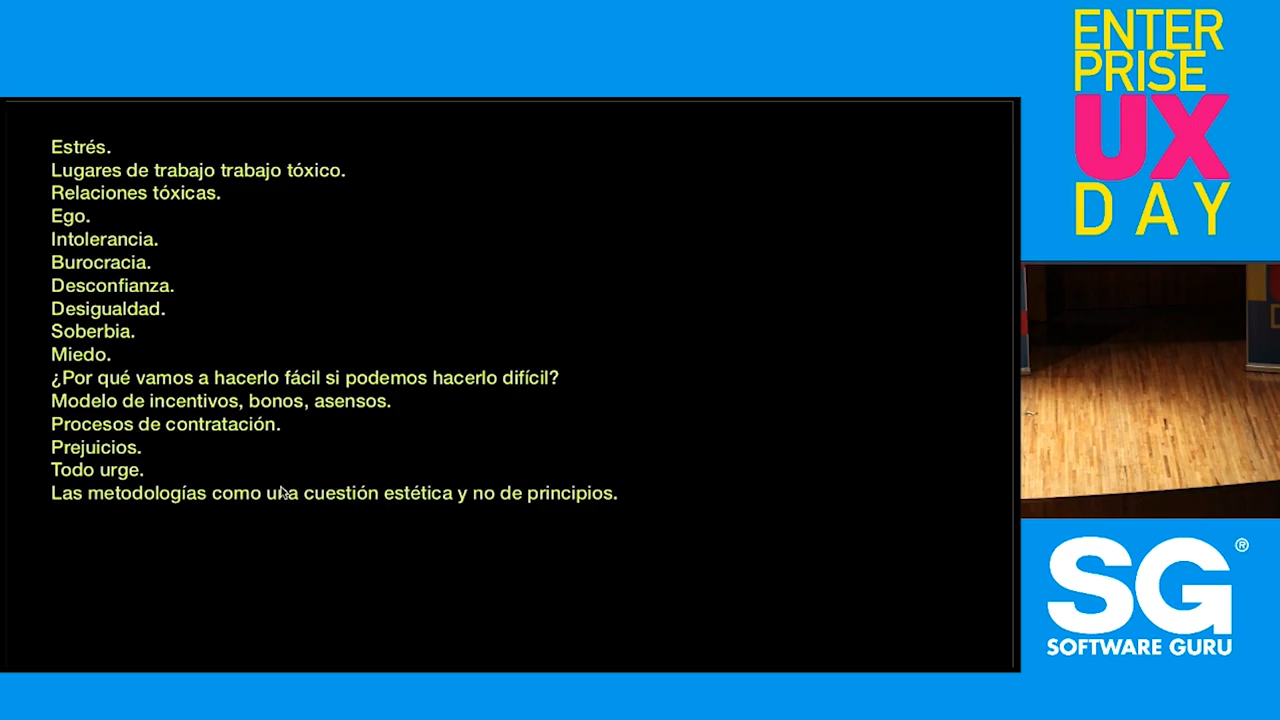 ENTER
PRISE
UX
DAY
Estrés.
Lugares de trabajo trabajo tóxico.
Relaciones tóxicas.
Ego.
Intolerancia.
Burocracia.
Desconfianza.
Desigualdad.
Soberbia.
Miedo.
¿Por qué vamos a hacerlo fácil si podemos hacerlo difícil?
Modelo de incentivos, bonos, asensos.
Procesos de contratación.
Prejuicios.
Todo urge.
Las metodologías como una cuestión estética y no de principios.
SG®
SOFTWARE GURU